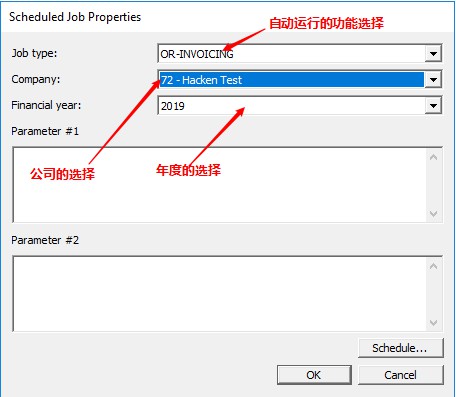 Scheduled Job Properties
自动运行的功能选择
Job type:
OR-INVOICING
Company:
72 - Hacken Test
Financial year:
2019
Parameter #1
公司的选择
年度的选择
Parameter #2
Schedule...
OK
Cancel